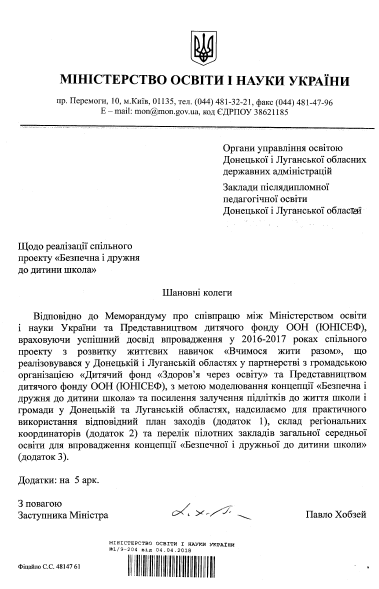 МІНІСТЕРСТВО ОСВІТИ І НАУКИ УКРАЇНИ
пр. Перемоги, 10, м.Київ, 01135, тел. (044) 481-32-21, факс (044) 481-47-96
E – mail: mon@mon.gov.ua, код ЄДРПОУ 38621185
Органи управління освітою
Донецької і Луганської обласних
державних адміністрацій
Заклади післядипломної
педагогічної освіти
Донецької і Луганської областей
Щодо реалізації спільного
проекту «Безпечна і дружня
до дитини школа»
Шановні колеги
Відповідно до Меморандуму про співпрацю між Міністерством освіти
і науки України та Представництвом дитячого фонду ООН (ЮНІСЕФ),
враховуючи успішний досвід впровадження у 2016-2017 роках спільного
проекту з розвитку життєвих навичок «Вчимося жити разом», що
реалізовувався у Донецькій і Луганській областях у партнерстві з громадською
організацією «Дитячий фонд «Здоров’я через освіту» та Представництвом
дитячого фонду ООН (ЮНІСЕФ), з метою моделювання концепції «Безпечна і
дружня до дитини школа» та посилення залучення підлітків до життя школи і
громади у Донецькій та Луганській областях, надсилаємо для практичного
використання відповідний план заходів (додаток 1), склад регіональних
координаторів (додаток 2) та перелік пілотних закладів загальної середньої
освіти для впровадження концепції «Безпечної і дружньої до дитини школи»
(додаток 3).
Додатки: на 5 арк.
З повагою
Заступник Міністра Павло Хобзей
МІНІСТЕРСТВО ОСВІТИ І НАУКИ УКРАЇНИ
№1/9-204 від 04.04.2018
Фіцайло С.С. 48147 61